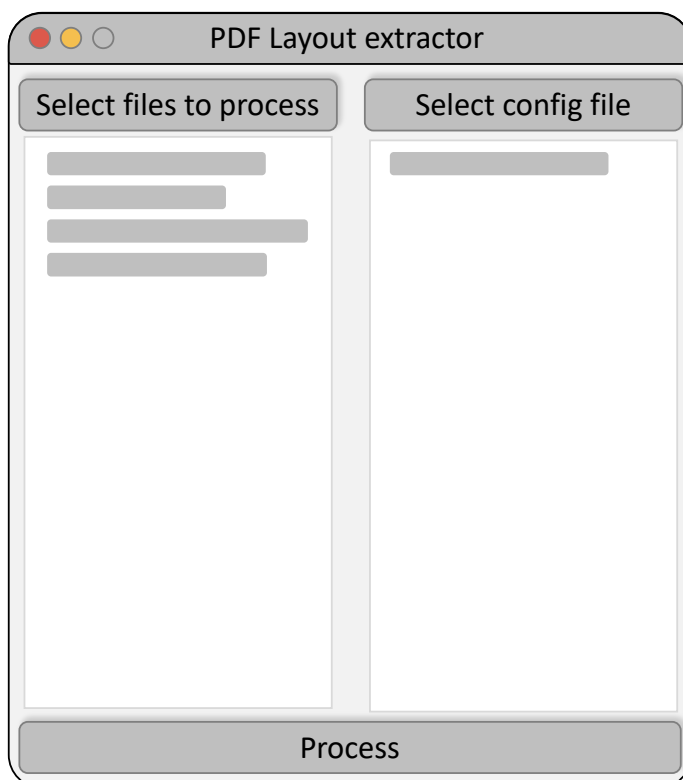 PDF Layout extractor
Select files to process
Select config file
Process